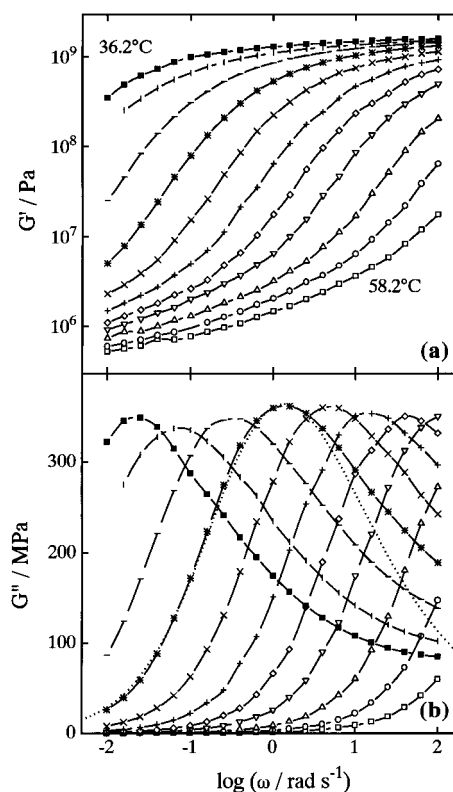 36.2°C
10⁹
10⁸
10⁷
10⁶
G' / Pa
58.2°C
(a)
300
200
100
0
G" / MPa
(b)
-2 -1 0 1 2
log (ω / rad s⁻¹)